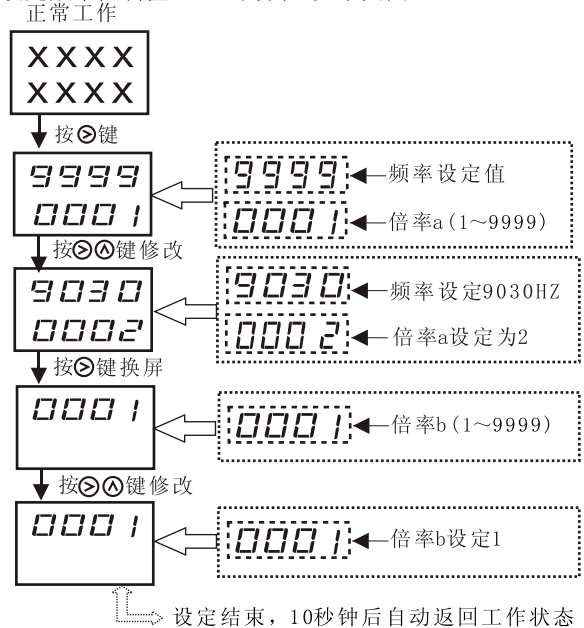 正常工作
XXXX
XXXX
按键
9999
0001
9999 频率设定值
0001 倍率a(1~9999)
按键修改
9030
0002
9030 频率设定9030HZ
0002 倍率a设定为2
按键换屏
0001
0001 倍率b(1~9999)
按键修改
0001
0001 倍率b设定1
设定结束，10秒钟后自动返回工作状态